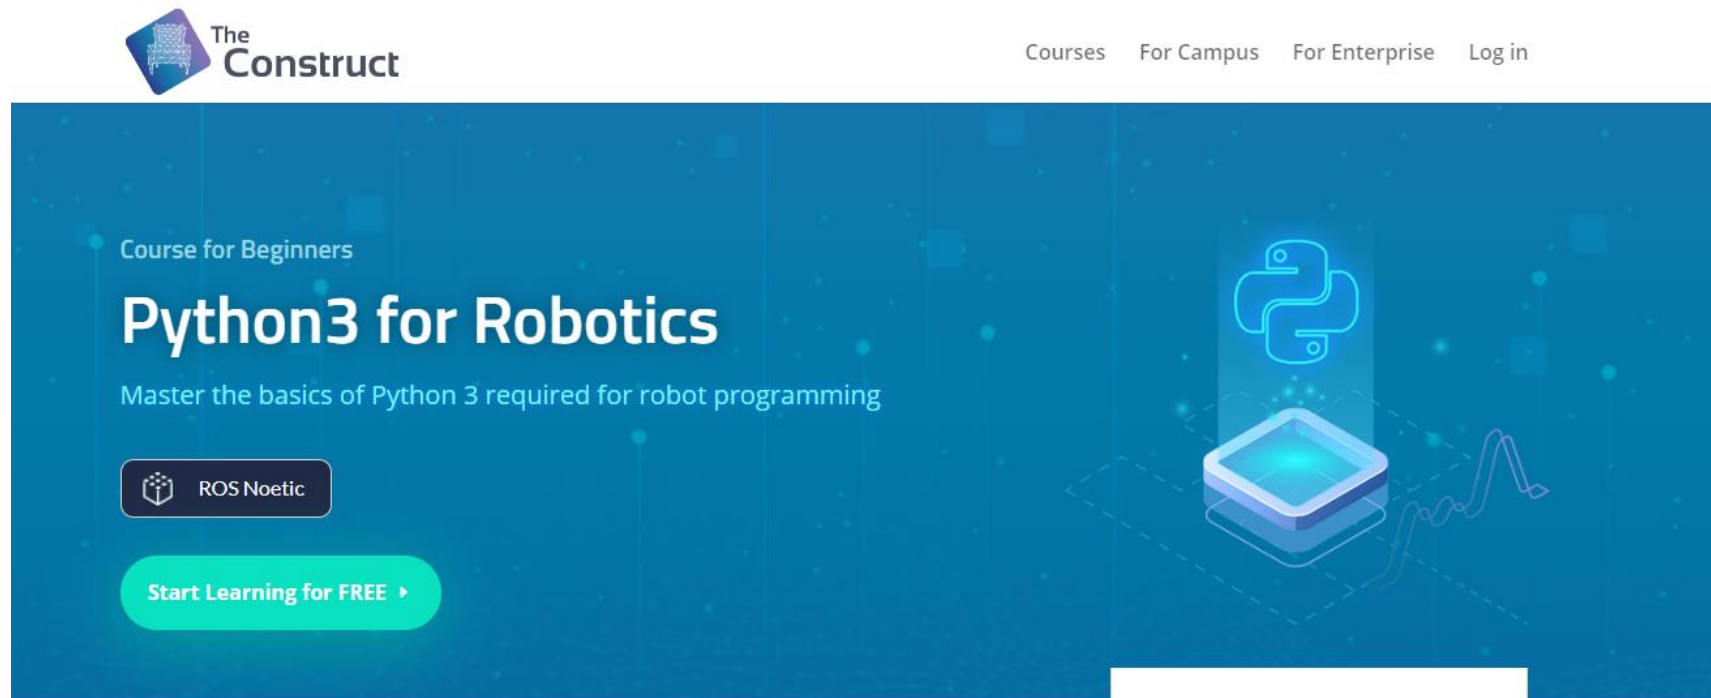 The
Construct
Courses For Campus For Enterprise Log in
Course for Beginners
Python3 for Robotics
Master the basics of Python 3 required for robot programming
ROS Noetic
Start Learning for FREE